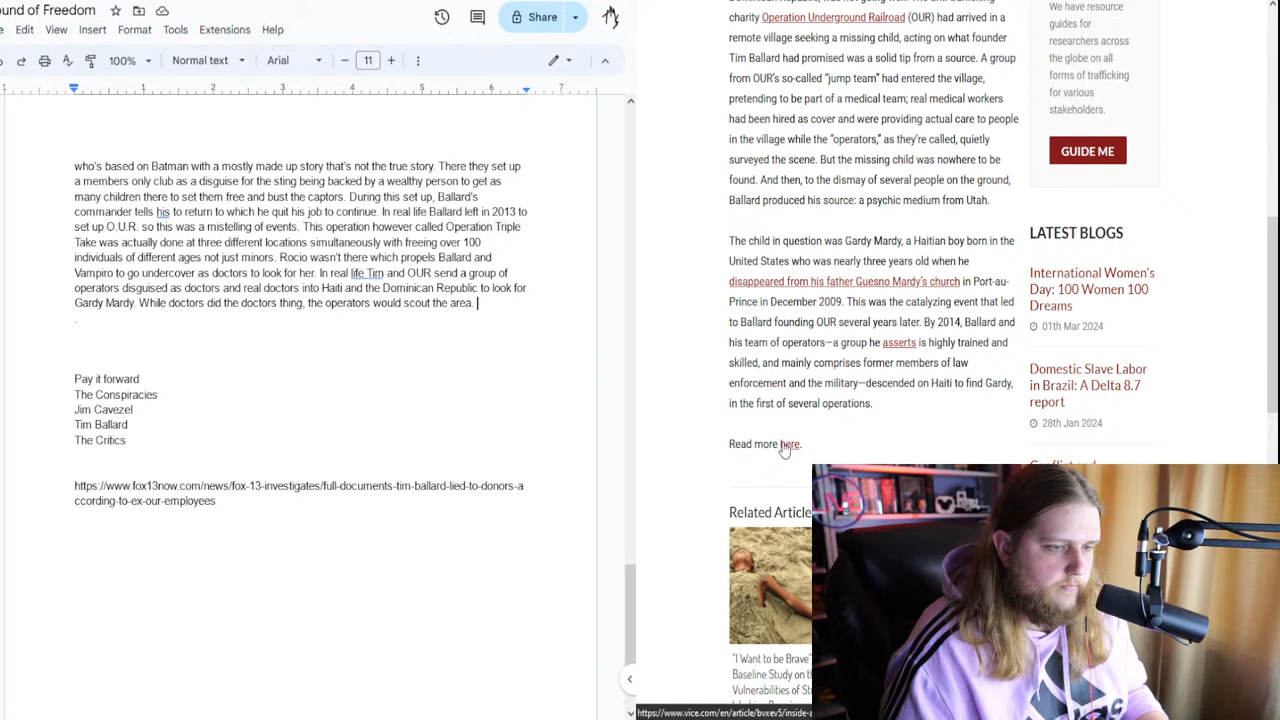 ound of Freedom
Share
Edit View Insert Format Tools Extensions Help
100% Normal text Arial 11
1 1 2 3 4 5 6 7
who's based on Batman with a mostly made up story that's not the true story. There they set up
a members only club as a disguise for the sting being backed by a wealthy person to get as
many children there to set them free and bust the captors. During this set up, Ballard's
commander tells his to return to which he quit his job to continue. In real life Ballard left in 2013 to
set up O.U.R. so this was a mistelling of events. This operation however called Operation Triple
Take was actually done at three different locations simultaneously with freeing over 100
individuals of different ages not just minors. Rocio wasn't there which propels Ballard and
Vampiro to go undercover as doctors to look for her. In real life Tim and OUR send a group of
operators disguised as doctors and real doctors into Haiti and the Dominican Republic to look for
Gardy Mardy. While doctors did the doctors thing, the operators would scout the area.
.
Pay it forward
The Conspiracies
Jim Cavezel
Tim Ballard
The Critics
https://www.fox13now.com/news/fox-13-investigates/full-documents-tim-ballard-lied-to-donors-a
ccording-to-ex-our-employees
charity Operation Underground Railroad (OUR) had arrived in a
remote village seeking a missing child, acting on what founder
Tim Ballard had promised was a solid tip from a source. A group
from OUR's so-called "jump team" had entered the village,
pretending to be part of a medical team; real medical workers
had been hired as cover and were providing actual care to people
in the village while the "operators," as they're called, quietly
surveyed the scene. But the missing child was nowhere to be
found. And then, to the dismay of several people on the ground,
Ballard produced his source: a psychic medium from Utah.
The child in question was Gardy Mardy, a Haitian boy born in the
United States who was nearly three years old when he
disappeared from his father Guesno Mardy's church in Port-au-
Prince in December 2009. This was the catalyzing event that led
to Ballard founding OUR several years later. By 2014, Ballard and
his team of operators—a group he asserts is highly trained and
skilled, and mainly comprises former members of law
enforcement and the military—descended on Haiti to find Gardy,
in the first of several operations.
Read more here.
Related Article
"I Want to be Brave"
Baseline Study on th
Vulnerabilities of St
https://www.vice.com/en/article/bvxev5/inside-a
We have resource
guides for
researchers across
the globe on all
forms of trafficking
for various
stakeholders.
GUIDE ME
LATEST BLOGS
International Women's
Day: 100 Women 100
Dreams
01th Mar 2024
Domestic Slave Labor
in Brazil: A Delta 8.7
report
28th Jan 2024